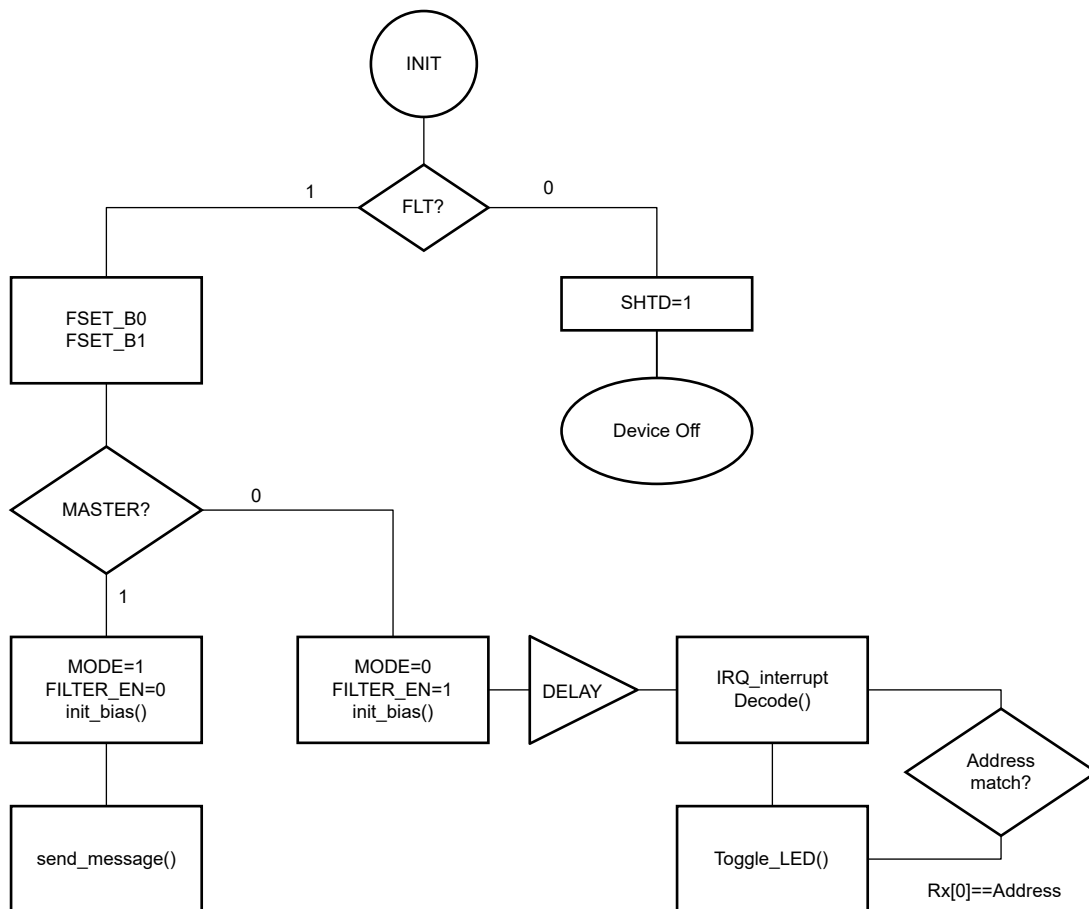 INIT
FLT?
1
0
FSET_B0
FSET_B1
SHTD=1
Device Off
MASTER?
0
1
MODE=1
FILTER_EN=0
init_bias()
MODE=0
FILTER_EN=1
init_bias()
DELAY
IRQ_interrupt
Decode()
Address
match?
send_message()
Toggle_LED()
Rx[0]==Address